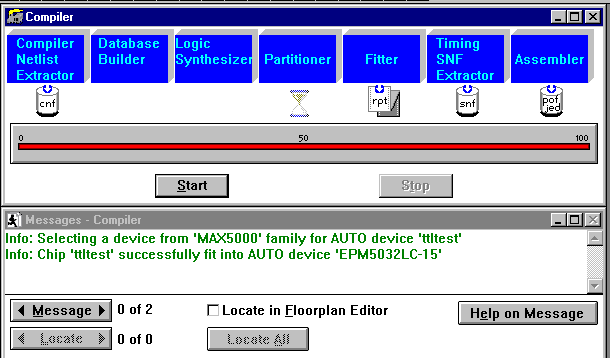 Compiler
Compiler Netlist Extractor
Database Builder
Logic Synthesizer
Partitioner
Fitter
Timing SNF Extractor
Assembler
cnf
rpt
snf
pof jed
0 50 100
Start Stop
Messages - Compiler
Info: Selecting a device from 'MAX5000' family for AUTO device 'ttltest'
Info: Chip 'ttltest' successfully fit into AUTO device 'EPM5032LC-15'
Message 0 of 2 Locate in Floorplan Editor Help on Message
Locate 0 of 0 Locate All